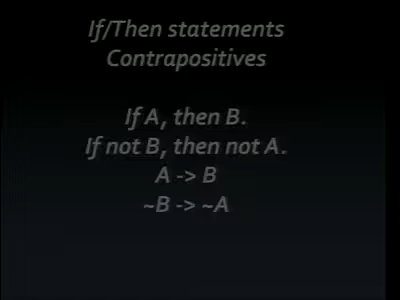 If/Then statements
Contrapositives
If A, then B.
If not B, then not A.
A -> B
~B -> ~A